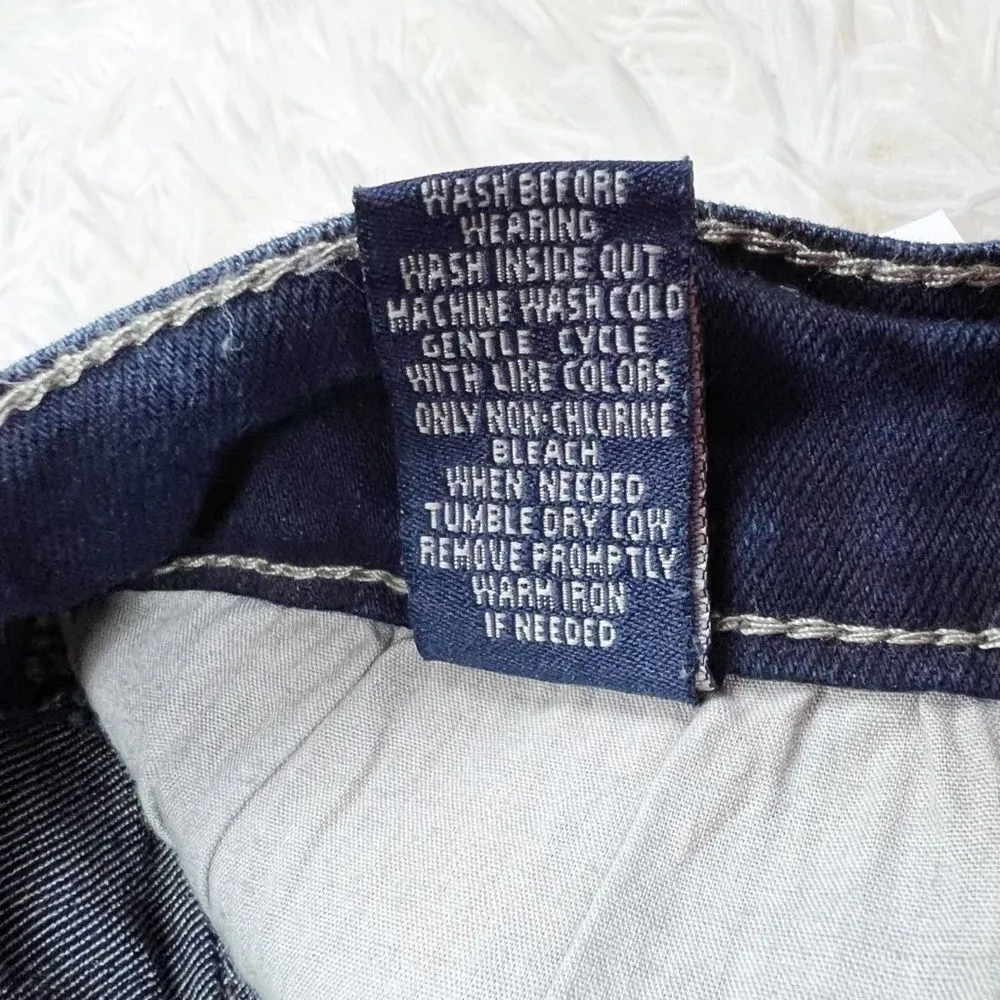 WASH BEFORE
WEARING
WASH INSIDE OUT
MACHINE WASH COLD
GENTLE CYCLE
WITH LIKE COLORS
ONLY NON-CHLORINE
BLEACH
WHEN NEEDED
TUMBLE DRY LOW
REMOVE PROMPTLY
WARM IRON
IF NEEDED